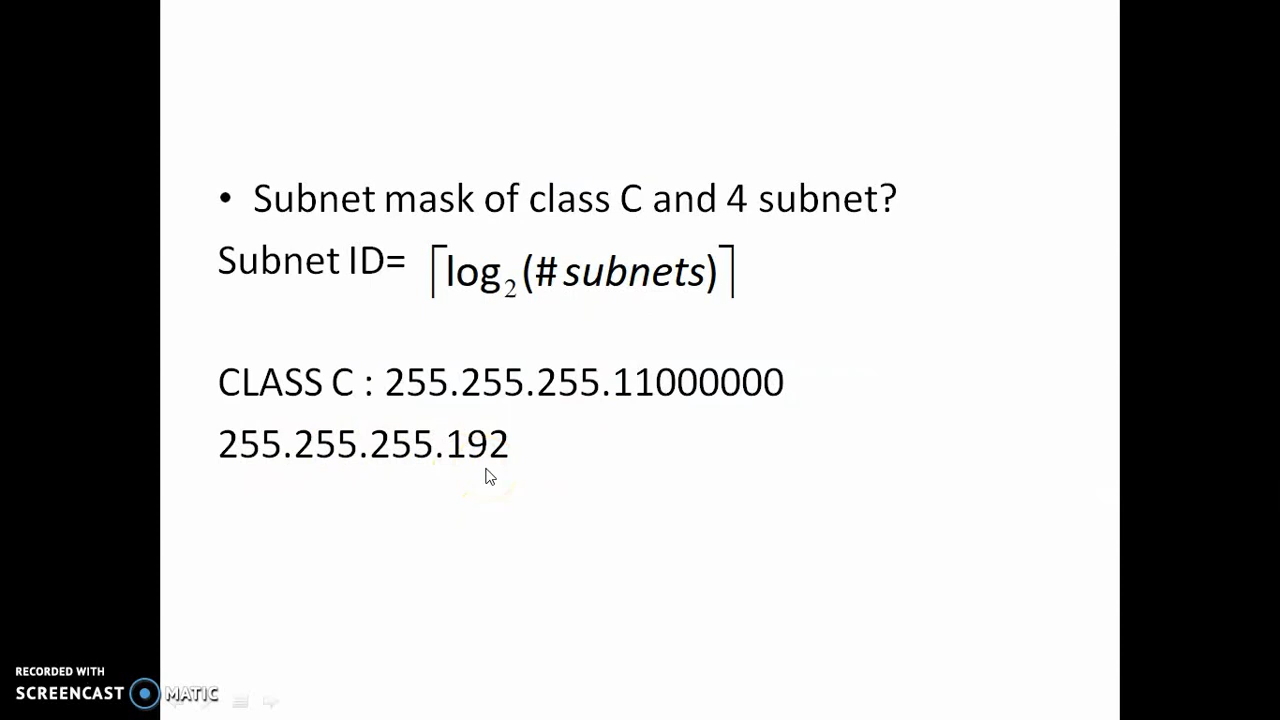 • Subnet mask of class C and 4 subnet?
Subnet ID= ⌈log₂(#subnets)⌉
CLASS C : 255.255.255.11000000
255.255.255.192
RECORDED WITH
SCREENCAST MATIC